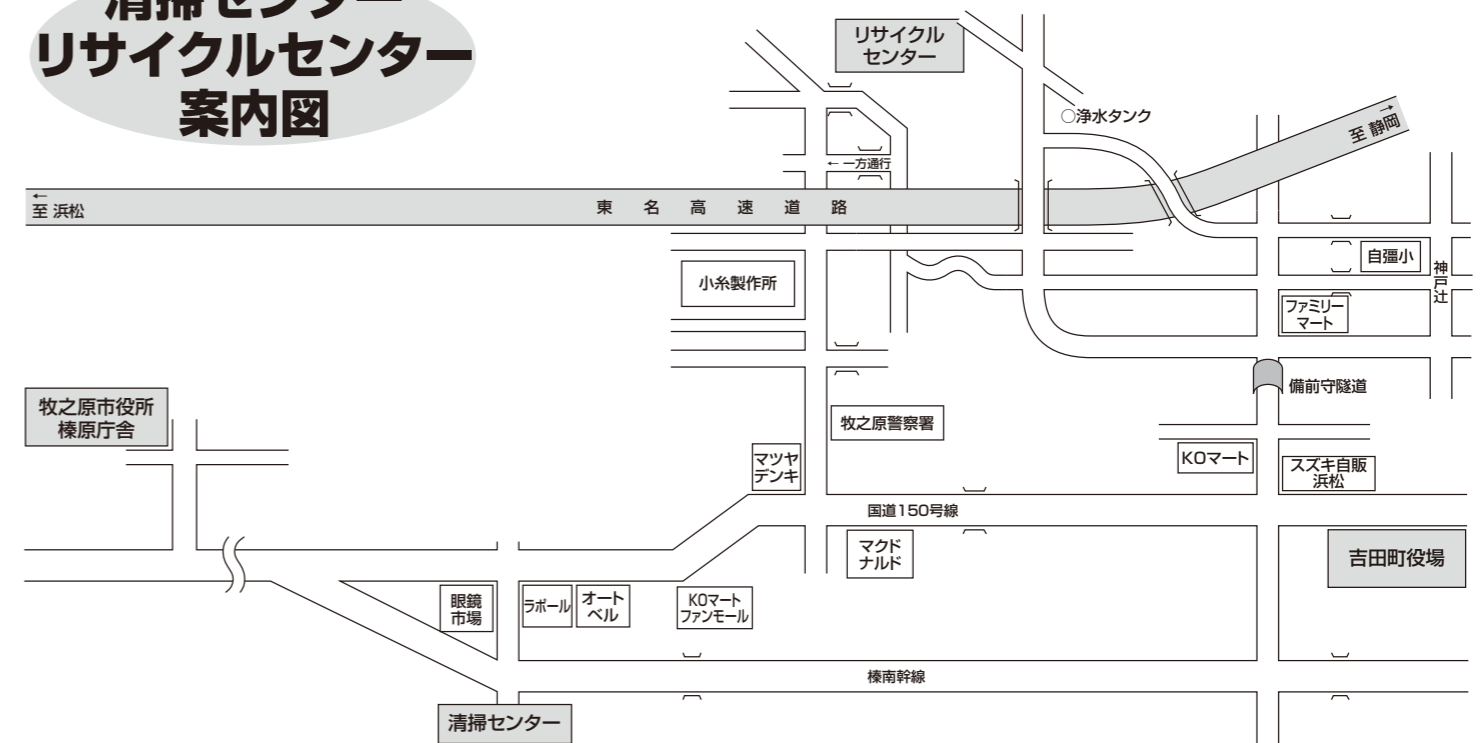 清掃センター
リサイクルセンター
案内図
リサイクル
センター
○浄水タンク
→
至 静岡
← 一方通行
←
至 浜松
東名高速道路
小糸製作所
自彊小
神戸辻
ファミリー
マート
備前守隧道
牧之原市役所
榛原庁舎
牧之原警察署
マツヤ
デンキ
KOマート
スズキ自販
浜松
国道150号線
マクド
ナルド
吉田町役場
眼鏡
市場
ラポール
オート
ベル
KOマート
ファンモール
榛南幹線
清掃センター